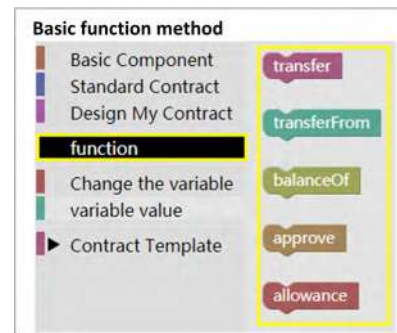 Basic function method
Basic Component
Standard Contract
Design My Contract
function
Change the variable
variable value
Contract Template
transfer
transferFrom
balanceOf
approve
allowance